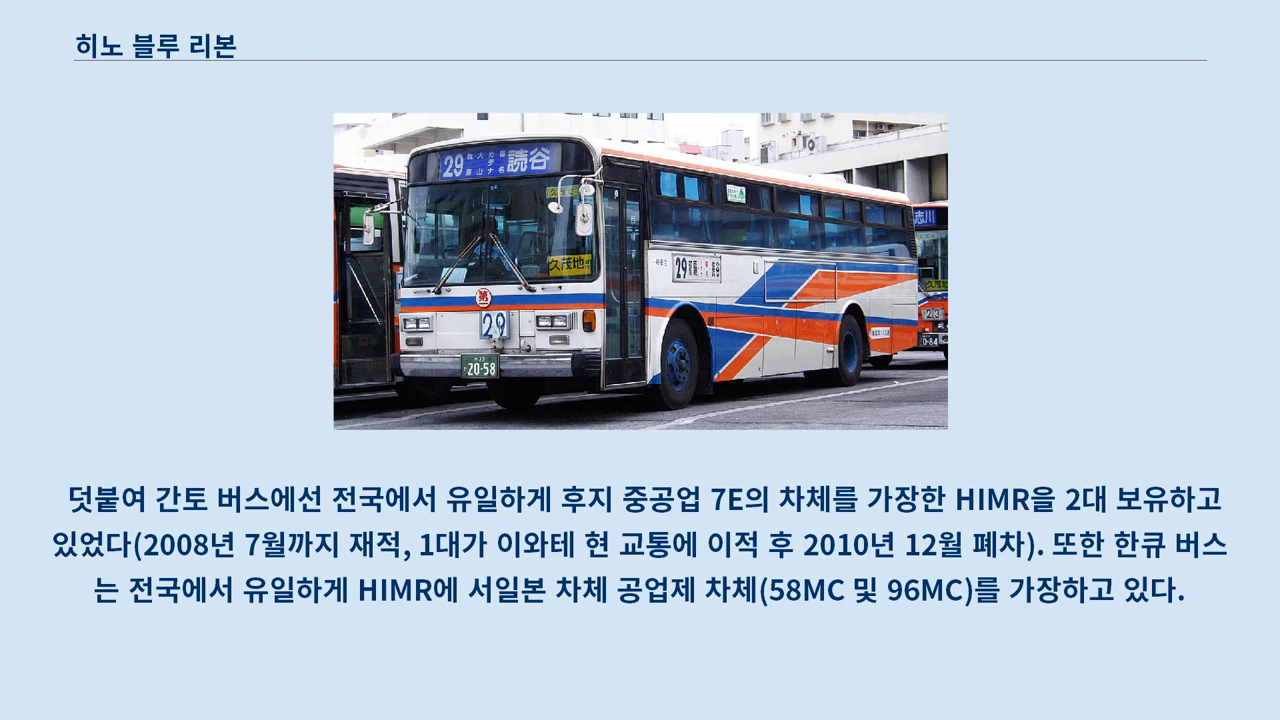 히노 블루 리본
29 読谷
久茂地
第
29
29
20-58
志川
23
덧붙여 간토 버스에선 전국에서 유일하게 후지 중공업 7E의 차체를 가장한 HIMR을 2대 보유하고
있었다(2008년 7월까지 재적, 1대가 이와테 현 교통에 이적 후 2010년 12월 폐차). 또한 한큐 버스
는 전국에서 유일하게 HIMR에 서일본 차체 공업제 차체(58MC 및 96MC)를 가장하고 있다.